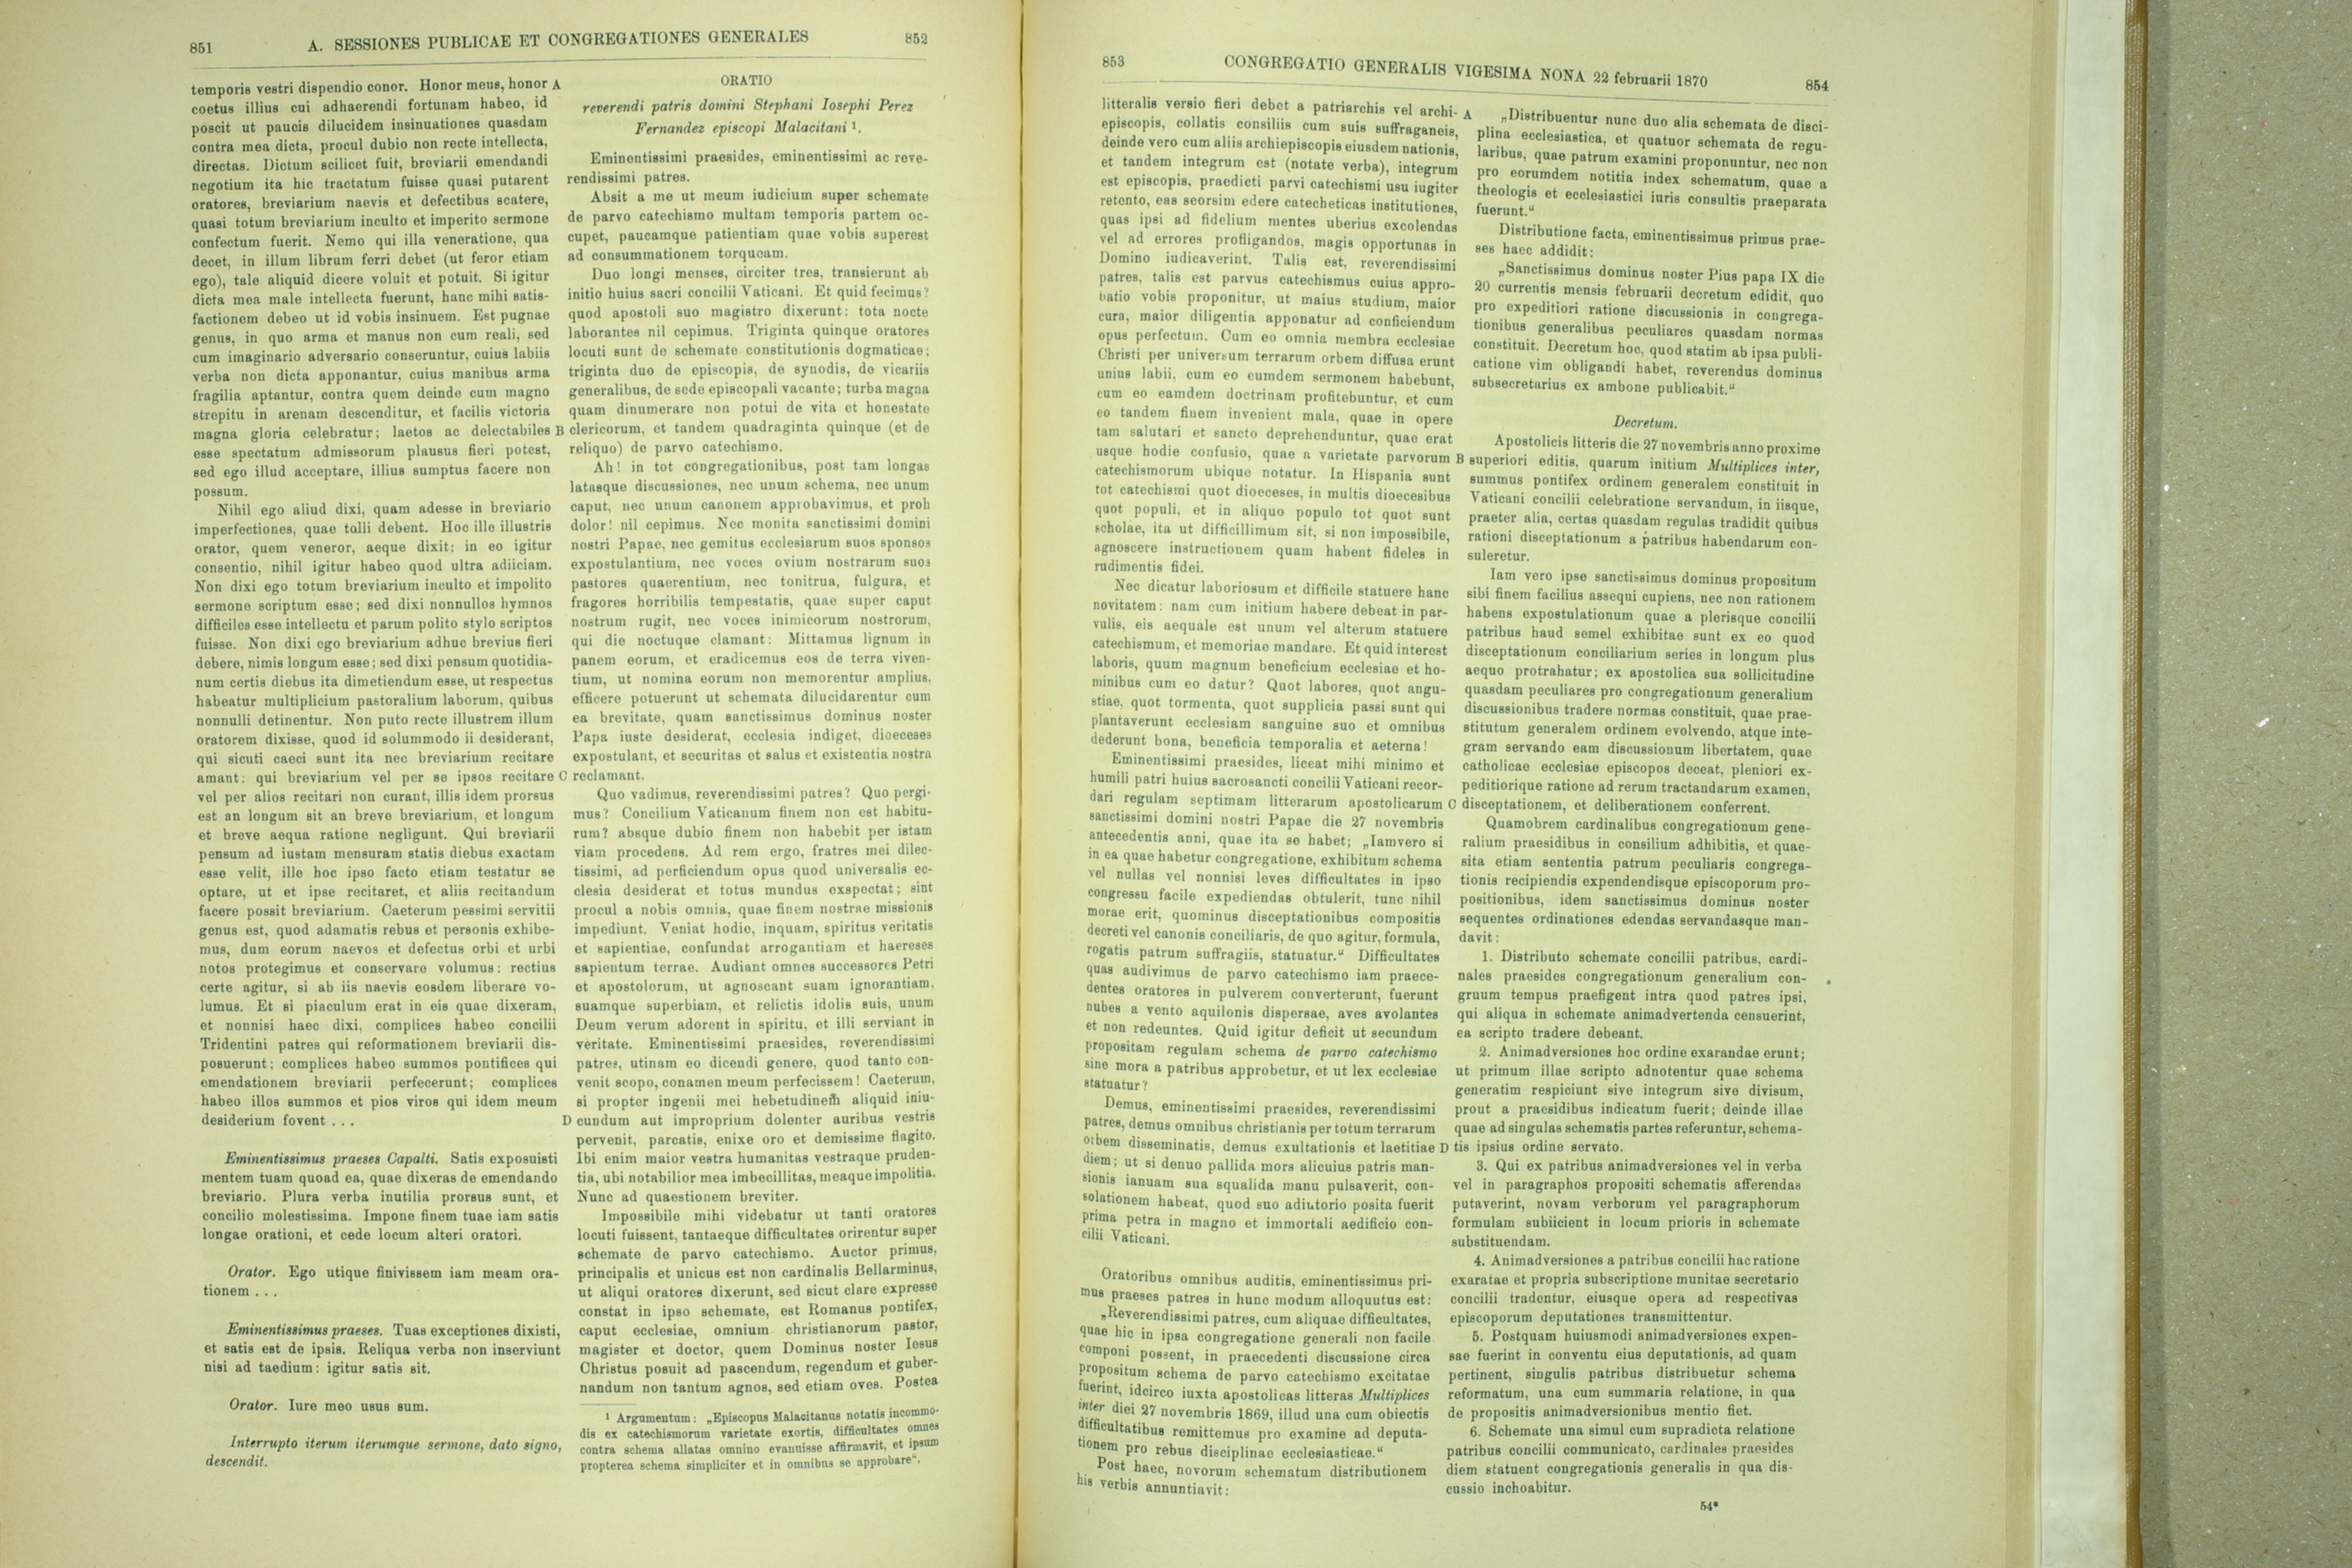 851
A. SESSIONES PUBLICAE ET CONGREGATIONES GENERALES
852
temporis vestri dispendio conor. Honor meus, honor A
coetus illius cui adhaerendi fortunam habeo, id
poscit ut paucis dilucidem insinuationes quasdam
contra mea dicta, procul dubio non recte intellecta,
directas. Dictum scilicet fuit, breviarii emendandi
negotium ita hic tractatum fuisse quasi putarent
oratores, breviarium naevis et defectibus scatere,
quasi totum breviarium inculto et imperito sermone
confectum fuerit. Nemo qui illa veneratione, qua
decet, in illum librum ferri debet (ut feror etiam
ego), tale aliquid dicere voluit et potuit. Si igitur
dicta mea male intellecta fuerunt, hanc mihi satis-
factionem debeo ut id vobis insinuem. Est pugnae
genus, in quo arma et manus non cum reali, sed
cum imaginario adversario conseruntur, cuius labiis
verba non dicta apponantur, cuius manibus arma
fragilia aptantur, contra quem deinde cum magno
strepitu in arenam descenditur, et facilis victoria
magna gloria celebratur; laetos ac delectabiles B
esse spectatum admissorum plausus fieri potest,
sed ego illud acceptare, illius sumptus facere non
possum.
Nihil ego aliud dixi, quam adesse in breviario
imperfectiones, quae tolli debent. Hoc ille illustris
orator, quem veneror, aeque dixit; in eo igitur
consentio, nihil igitur habeo quod ultra adiiciam.
Non dixi ego totum breviarium inculto et impolito
sermone scriptum esse; sed dixi nonnullos hymnos
difficiles esse intellectu et parum polito stylo scriptos
fuisse. Non dixi ego breviarium adhuc brevius fieri
debere, nimis longum esse; sed dixi pensum quotidia-
num certis diebus ita dimetiendum esse, ut respectus
habeatur multiplicium pastoralium laborum, quibus
nonnulli detinentur. Non puto recte illustrem illum
oratorem dixisse, quod id solummodo ii desiderant,
qui sicuti caeci sunt ita nec breviarium recitare
amant: qui breviarium vel per se ipsos recitare C
vel per alios recitari non curant, illis idem prorsus
est an longum sit an breve breviarium, et longum
et breve aequa ratione negligunt. Qui breviarii
pensum ad iustam mensuram statis diebus exactam
esse velit, ille hoc ipso facto etiam testatur se
optare, ut et ipse recitaret, et aliis recitandum
facere possit breviarium. Caeterum pessimi servitii
genus est, quod adamatis rebus et personis exhibe-
mus, dum eorum naevos et defectus orbi et urbi
notos protegimus et conservare volumus: rectius
certe agitur, si ab iis naevis eosdem liberare vo-
lumus. Et si piaculum erat in eis quae dixeram,
et nonnisi haec dixi, complices habeo concilii
Tridentini patres qui reformationem breviarii dis-
posuerunt; complices habeo summos pontifices qui
emendationem breviarii perfecerunt; complices
habeo illos summos et pios viros qui idem meum
desiderium fovent . . . D
Eminentissimus praeses Capalti. Satis exposuisti
mentem tuam quoad ea, quae dixeras de emendando
breviario. Plura verba inutilia prorsus sunt, et
concilio molestissima. Impone finem tuae iam satis
longae orationi, et cede locum alteri oratori.
Orator. Ego utique finivissem iam meam ora-
tionem . . .
Eminentissimus praeses. Tuas exceptiones dixisti,
et satis est de ipsis. Reliqua verba non inserviunt
nisi ad taedium: igitur satis sit.
Orator. Iure meo usus sum.
Interrupto iterum iterumque sermone, dato signo,
descendit.
ORATIO
reverendi patris domini Stephani Iosephi Perez
Fernandez episcopi Malacitani 1.
Eminentissimi praesides, eminentissimi ac reve-
rendissimi patres.
Absit a me ut meum iudicium super schemate
de parvo catechismo multam temporis partem oc-
cupet, paucamque patientiam quae vobis superest
ad consummationem torqueam.
Duo longi menses, circiter tres, transierunt ab
initio huius sacri concilii Vaticani. Et quid fecimus?
quod apostoli suo magistro dixerunt: tota nocte
laborantes nil cepimus. Triginta quinque oratores
locuti sunt de schemate constitutionis dogmaticae;
triginta duo de episcopis, de synodis, de vicariis
generalibus, de sede episcopali vacante; turba magna
quam dinumerare non potui de vita et honestate
clericorum, et tandem quadraginta quinque (et de
reliquo) de parvo catechismo.
Ah! in tot congregationibus, post tam longas
latasque discussiones, nec unum schema, nec unum
caput, nec unum canonem approbavimus, et proh
dolor! nil cepimus. Nec monita sanctissimi domini
nostri Papae, nec gemitus ecclesiarum suos sponsos
expostulantium, nec voces ovium nostrarum suos
pastores quaerentium, nec tonitrua, fulgura, et
fragores horribilis tempestatis, quae super caput
nostrum rugit, nec voces inimicorum nostrorum,
qui die noctuque clamant: Mittamus lignum in
panem eorum, et eradicemus eos de terra viven-
tium, ut nomina eorum non memorentur amplius,
efficere potuerunt ut schemata dilucidarentur cum
ea brevitate, quam sanctissimus dominus noster
Papa iuste desiderat, ecclesia indiget, dioeceses
expostulant, et securitas et salus et existentia nostra
reclamant.
Quo vadimus, reverendissimi patres? Quo pergi-
mus? Concilium Vaticanum finem non est habitu-
rum? absque dubio finem non habebit per istam
viam procedens. Ad rem ergo, fratres mei dilec-
tissimi, ad perficiendum opus quod universalis ec-
clesia desiderat et totus mundus exspectat; sint
procul a nobis omnia, quae finem nostrae missionis
impediunt. Veniat hodie, inquam, spiritus veritatis
et sapientiae, confundat arrogantiam et haereses
sapientum terrae. Audiant omnes successores Petri
et apostolorum, ut agnoscant suam ignorantiam,
suamque superbiam, et relictis idolis suis, unum
Deum verum adorent in spiritu, et illi serviant in
veritate. Eminentissimi praesides, reverendissimi
patres, utinam eo dicendi genere, quod tanto con-
venit scopo, conamen meum perfecissem! Caeterum,
si propter ingenii mei hebetudinem aliquid iniu-
cundum aut improprium dolenter auribus vestris
pervenit, parcatis, enixe oro et demissime flagito.
Ibi enim maior vestra humanitas vestraque pruden-
tia, ubi notabilior mea imbecillitas, meaque impolitia.
Nunc ad quaestionem breviter.
Impossibile mihi videbatur ut tanti oratores
locuti fuissent, tantaeque difficultates orirentur super
schemate de parvo catechismo. Auctor primus,
principalis et unicus est non cardinalis Bellarminus,
ut aliqui oratores dixerunt, sed sicut clare expresse
constat in ipso schemate, est Romanus pontifex,
caput ecclesiae, omnium christianorum pastor,
magister et doctor, quem Dominus noster Iesus
Christus posuit ad pascendum, regendum et guber-
nandum non tantum agnos, sed etiam oves. Postea
1 Argumentum: „Episcopus Malacitanus notatis incommo-
dis ex catechismorum varietate exortis, difficultates omnes
contra schema allatas omnino evanuisse affirmavit, et ipsum
propterea schema simpliciter et in omnibus se approbare“.
853
CONGREGATIO GENERALIS VIGESIMA NONA 22 februarii 1870
854
litteralis versio fieri debet a patriarchis vel archi- A
episcopis, collatis consiliis cum suis suffraganeis,
deinde vero cum aliis archiepiscopis eiusdem nationis,
et tandem integrum est (notate verba), integrum
est episcopis, praedicti parvi catechismi usu iugiter
retento, eas seorsim edere catecheticas institutiones,
quas ipsi ad fidelium mentes uberius excolendas
vel ad errores profligandos, magis opportunas in
Domino iudicaverint. Talis est, reverendissimi
patres, talis est parvus catechismus cuius appro-
batio vobis proponitur, ut maius studium, maior
cura, maior diligentia apponatur ad conficiendum
opus perfectum. Cum eo omnia membra ecclesiae
Christi per universum terrarum orbem diffusa erunt
unius labii, cum eo eumdem sermonem habebunt,
cum eo eamdem doctrinam profitebuntur, et cum
eo tandem finem invenient mala, quae in opere
tam salutari et sancto deprehenduntur, quae erat
usque hodie confusio, quae a varietate parvorum B
catechismorum ubique notatur. In Hispania sunt
tot catechismi quot dioeceses, in multis dioecesibus
quot populi, et in aliquo populo tot quot sunt
scholae, ita ut difficillimum sit, si non impossibile,
agnoscere instructionem quam habent fideles in
rudimentis fidei.
Nec dicatur laboriosum et difficile statuere hanc
novitatem: nam cum initium habere debeat in par-
vulis, eis aequale est unum vel alterum statuere
catechismum, et memoriae mandare. Et quid interest
laboris, quum magnum beneficium ecclesiae et ho-
minibus cum eo datur? Quot labores, quot angu-
stiae, quot tormenta, quot supplicia passi sunt qui
plantaverunt ecclesiam sanguine suo et omnibus
dederunt bona, beneficia temporalia et aeterna!
Eminentissimi praesides, liceat mihi minimo et
humili patri huius sacrosancti concilii Vaticani recor-
dari regulam septimam litterarum apostolicarum C
sanctissimi domini nostri Papae die 27 novembris
antecedentis anni, quae ita se habet; „Iamvero si
in ea quae habetur congregatione, exhibitum schema
vel nullas vel nonnisi leves difficultates in ipso
congressu facile expediendas obtulerit, tunc nihil
morae erit, quominus disceptationibus compositis
decreti vel canonis conciliaris, de quo agitur, formula,
rogatis patrum suffragiis, statuatur.“ Difficultates
quas audivimus de parvo catechismo iam praece-
dentes oratores in pulverem converterunt, fuerunt
nubes a vento aquilonis dispersae, aves avolantes
et non redeuntes. Quid igitur deficit ut secundum
propositam regulam schema de parvo catechismo
sine mora a patribus approbetur, et ut lex ecclesiae
statuatur?
Demus, eminentissimi praesides, reverendissimi
patres, demus omnibus christianis per totum terrarum
orbem disseminatis, demus exultationis et laetitiae D
diem; ut si denuo pallida mors alicuius patris man-
sionis ianuam sua squalida manu pulsaverit, con-
solationem habeat, quod suo adiutorio posita fuerit
prima petra in magno et immortali aedificio con-
cilii Vaticani.
Oratoribus omnibus auditis, eminentissimus pri-
mus praeses patres in hunc modum alloquutus est:
„Reverendissimi patres, cum aliquae difficultates,
quae hic in ipsa congregatione generali non facile
componi possent, in praecedenti discussione circa
propositum schema de parvo catechismo excitatae
fuerint, idcirco iuxta apostolicas litteras Multiplices
inter diei 27 novembris 1869, illud una cum obiectis
difficultatibus remittemus pro examine ad deputa-
tionem pro rebus disciplinae ecclesiasticae.“
Post haec, novorum schematum distributionem
his verbis annuntiavit:
„Distribuentur nunc duo alia schemata de disci-
plina ecclesiastica, et quatuor schemata de regu-
laribus, quae patrum examini proponuntur, nec non
pro eorumdem notitia index schematum, quae a
theologis et ecclesiastici iuris consultis praeparata
fuerunt.“
Distributione facta, eminentissimus primus prae-
ses haec addidit:
„Sanctissimus dominus noster Pius papa IX die
20 currentis mensis februarii decretum edidit, quo
pro expeditiori ratione discussionis in congrega-
tionibus generalibus peculiares quasdam normas
constituit. Decretum hoc, quod statim ab ipsa publi-
catione vim obligandi habet, reverendus dominus
subsecretarius ex ambone publicabit.“
Decretum.
Apostolicis litteris die 27 novembris anno proxime
superiori editis, quarum initium Multiplices inter,
summus pontifex ordinem generalem constituit in
Vaticani concilii celebratione servandum, in iisque,
praeter alia, certas quasdam regulas tradidit quibus
rationi disceptationum a patribus habendarum con-
suleretur.
Iam vero ipse sanctissimus dominus propositum
sibi finem facilius assequi cupiens, nec non rationem
habens expostulationum quae a plerisque concilii
patribus haud semel exhibitae sunt ex eo quod
disceptationum conciliarium series in longum plus
aequo protrahatur; ex apostolica sua sollicitudine
quasdam peculiares pro congregationum generalium
discussionibus tradere normas constituit, quae prae-
stitutum generalem ordinem evolvendo, atque inte-
gram servando eam discussionum libertatem, quae
catholicae ecclesiae episcopos deceat, pleniori ex-
peditiorique ratione ad rerum tractandarum examen,
disceptationem, et deliberationem conferrent.
Quamobrem cardinalibus congregationum gene-
ralium praesidibus in consilium adhibitis, et quae-
sita etiam sententia patrum peculiaris congrega-
tionis recipiendis expendendisque episcoporum pro-
positionibus, idem sanctissimus dominus noster
sequentes ordinationes edendas servandasque man-
davit:
1. Distributo schemate concilii patribus, cardi-
nales praesides congregationum generalium con-
gruum tempus praefigent intra quod patres ipsi,
qui aliqua in schemate animadvertenda censuerint,
ea scripto tradere debeant.
2. Animadversiones hoc ordine exarandae erunt;
ut primum illae scripto adnotentur quae schema
generatim respiciunt sive integrum sive divisum,
prout a praesidibus indicatum fuerit; deinde illae
quae ad singulas schematis partes referuntur, schema-
tis ipsius ordine servato.
3. Qui ex patribus animadversiones vel in verba
vel in paragraphos propositi schematis afferendas
putaverint, novam verborum vel paragraphorum
formulam subiicient in locum prioris in schemate
substituendam.
4. Animadversiones a patribus concilii hac ratione
exaratae et propria subscriptione munitae secretario
concilii tradentur, eiusque opera ad respectivas
episcoporum deputationes transmittentur.
5. Postquam huiusmodi animadversiones expen-
sae fuerint in conventu eius deputationis, ad quam
pertinent, singulis patribus distribuetur schema
reformatum, una cum summaria relatione, in qua
de propositis animadversionibus mentio fiet.
6. Schemate una simul cum supradicta relatione
patribus concilii communicato, cardinales praesides
diem statuent congregationis generalis in qua dis-
cussio inchoabitur.
54*